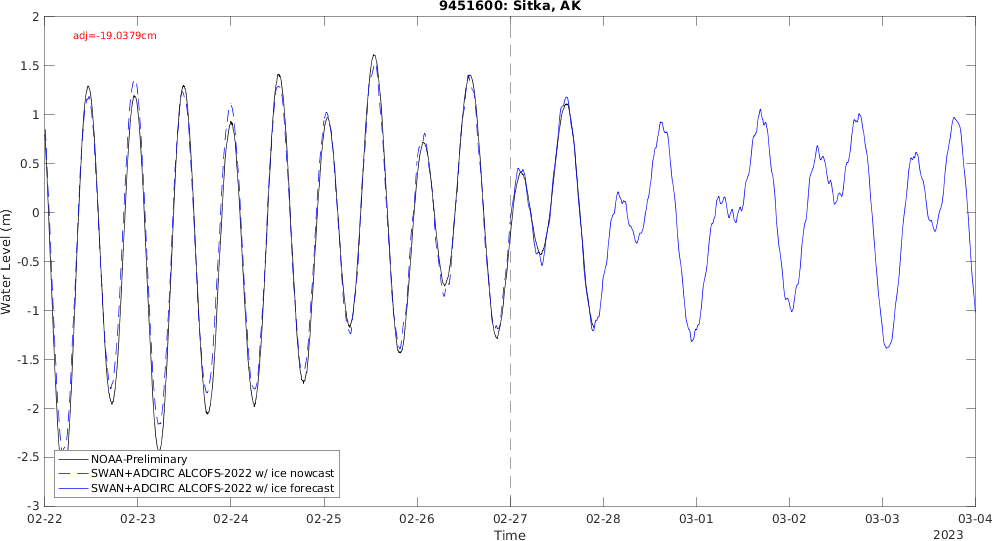 9451600: Sitka, AK
adj=-19.0379cm
2
1.5
1
0.5
0
-0.5
-1
-1.5
-2
-2.5
-3
Water Level (m)
NOAA-Preliminary
SWAN+ADCIRC ALCOFS-2022 w/ ice nowcast
SWAN+ADCIRC ALCOFS-2022 w/ ice forecast
02-22 02-23 02-24 02-25 02-26 02-27 02-28 03-01 03-02 03-03 03-04
Time
2023